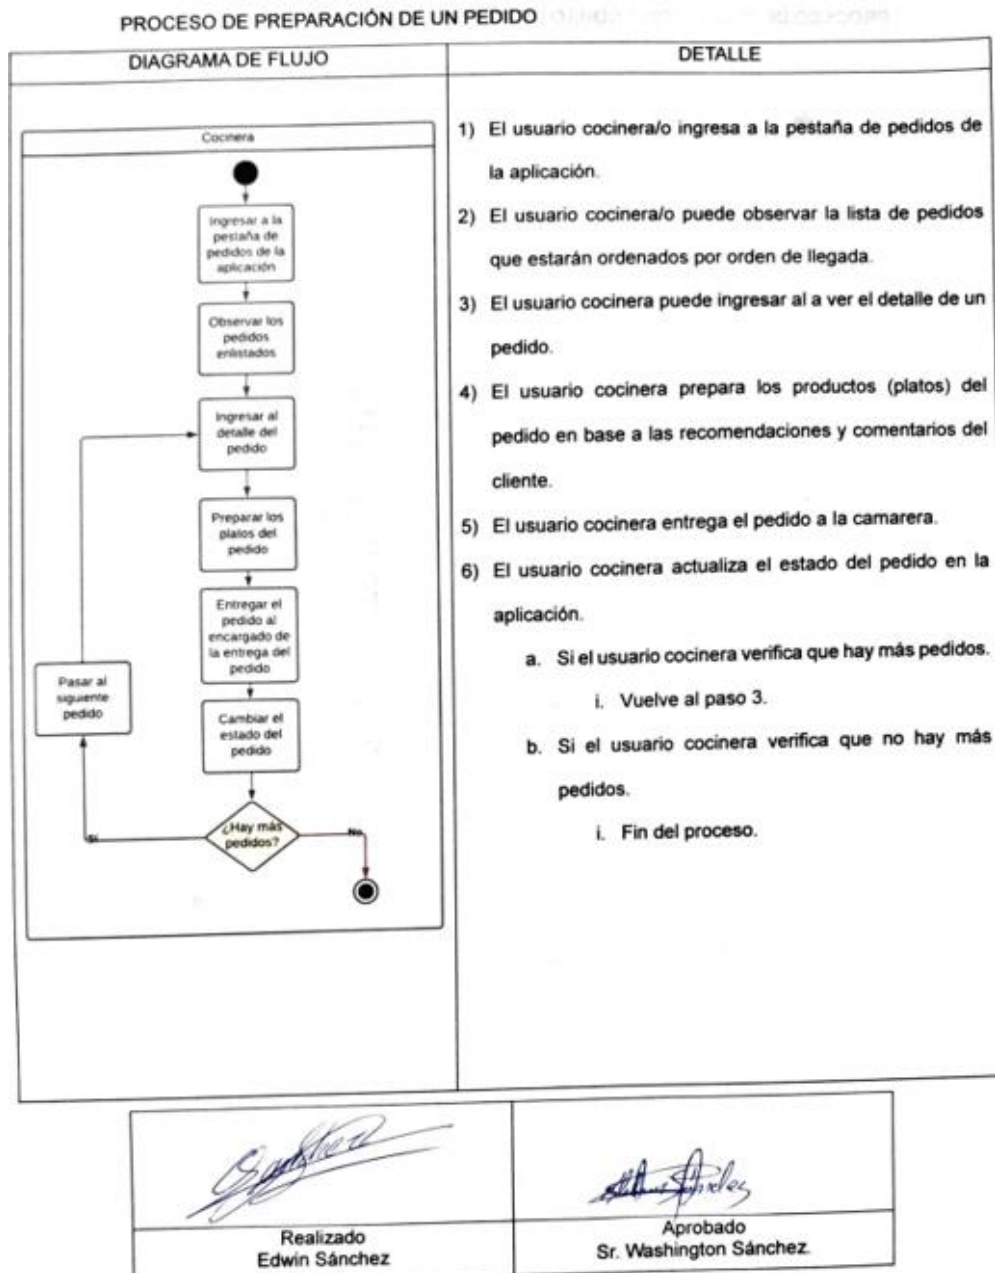 PROCESO DE PREPARACIÓN DE UN PEDIDO
DIAGRAMA DE FLUJO
DETALLE
Cocinera
Ingresar a la
pestaña de
pedidos de la
aplicación
Observar los
pedidos
enlistados
Ingresar al
detalle del
pedido
Preparar los
platos del
pedido
Entregar el
pedido al
encargado de
la entrega del
pedido
Pasar al
siguiente
pedido
Cambiar el
estado del
pedido
¿Hay más
pedidos?
Si
No
1) El usuario cocinera/o ingresa a la pestaña de pedidos de
la aplicación.
2) El usuario cocinera/o puede observar la lista de pedidos
que estarán ordenados por orden de llegada.
3) El usuario cocinera puede ingresar al a ver el detalle de un
pedido.
4) El usuario cocinera prepara los productos (platos) del
pedido en base a las recomendaciones y comentarios del
cliente.
5) El usuario cocinera entrega el pedido a la camarera.
6) El usuario cocinera actualiza el estado del pedido en la
aplicación.
a. Si el usuario cocinera verifica que hay más pedidos.
i. Vuelve al paso 3.
b. Si el usuario cocinera verifica que no hay más
pedidos.
i. Fin del proceso.
Realizado
Edwin Sánchez
Aprobado
Sr. Washington Sánchez.